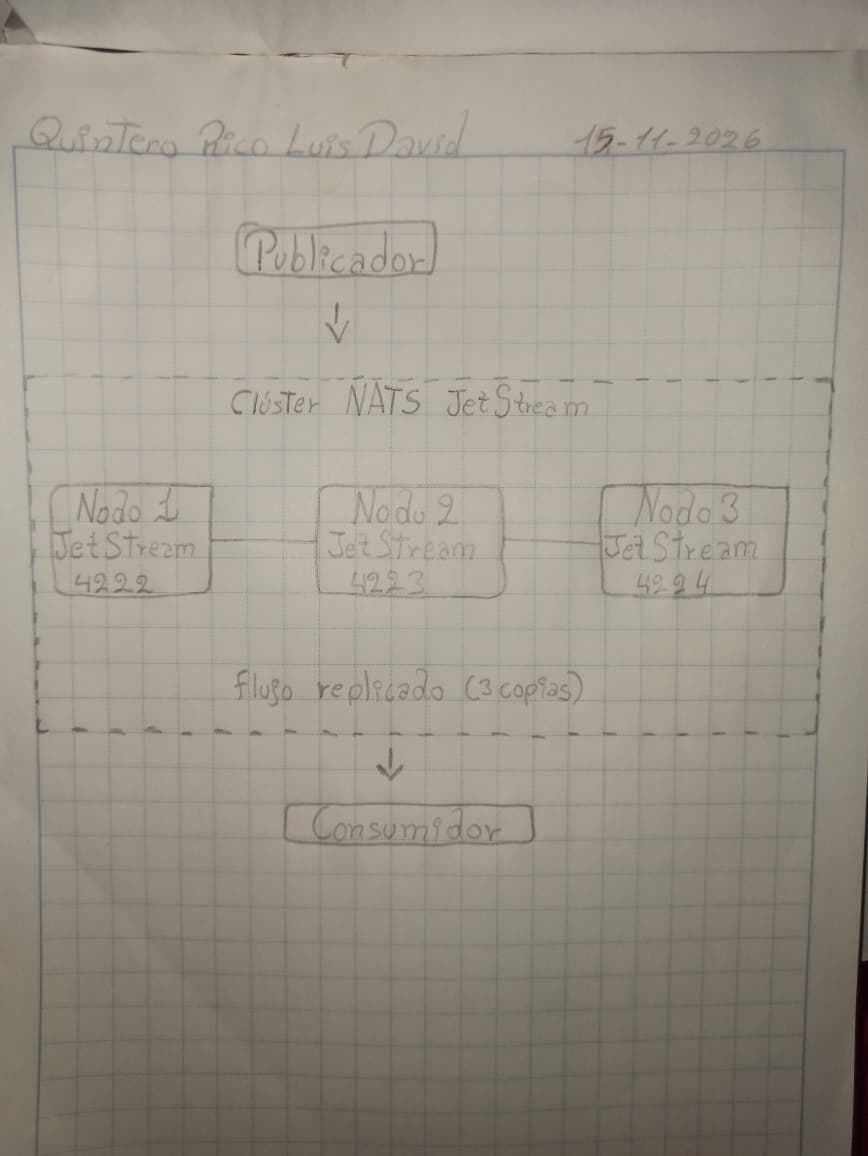 Quintero Rico Luis David 15-11-2026
Publicador
Clúster NATS JetStream
Nodo 1 Nodo 2 Nodo 3
JetStream JetStream JetStream
4222 4223 4224
flujo replicado (3 copias)
Consumidor